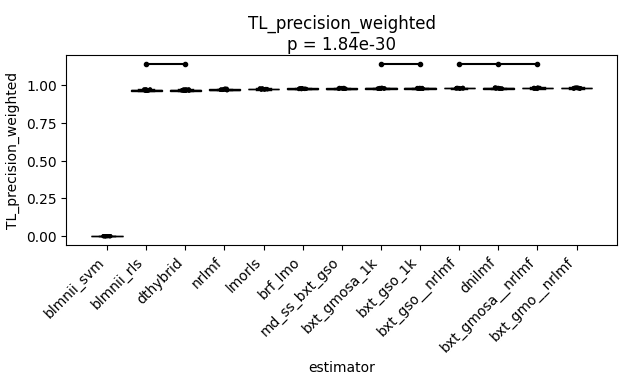 TL_precision_weighted
p = 1.84e-30
TL_precision_weighted
1.00
0.75
0.50
0.25
0.00
blmnii_svm
blmnii_rls
dthybrid
nrlmf
lmorls
brf_lmo
md_ss_bxt_gso
bxt_gmosa_1k
bxt_gso_1k
bxt_gso__nrlmf
dnilmf
bxt_gmosa__nrlmf
bxt_gmo__nrlmf
estimator